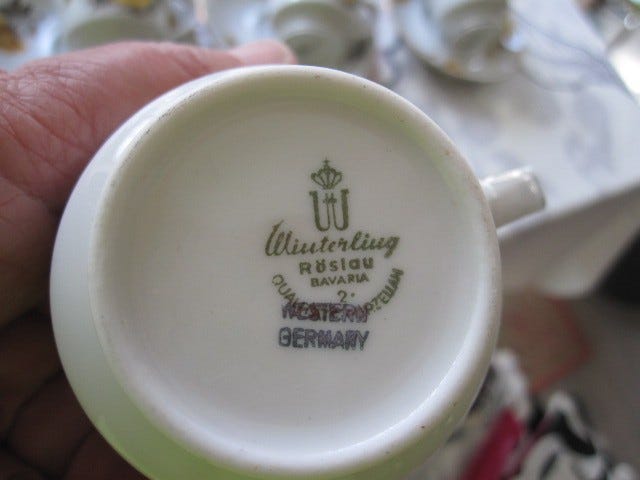 W
Winterling
Röslau
BAVARIA
2.
WESTERN
GERMANY